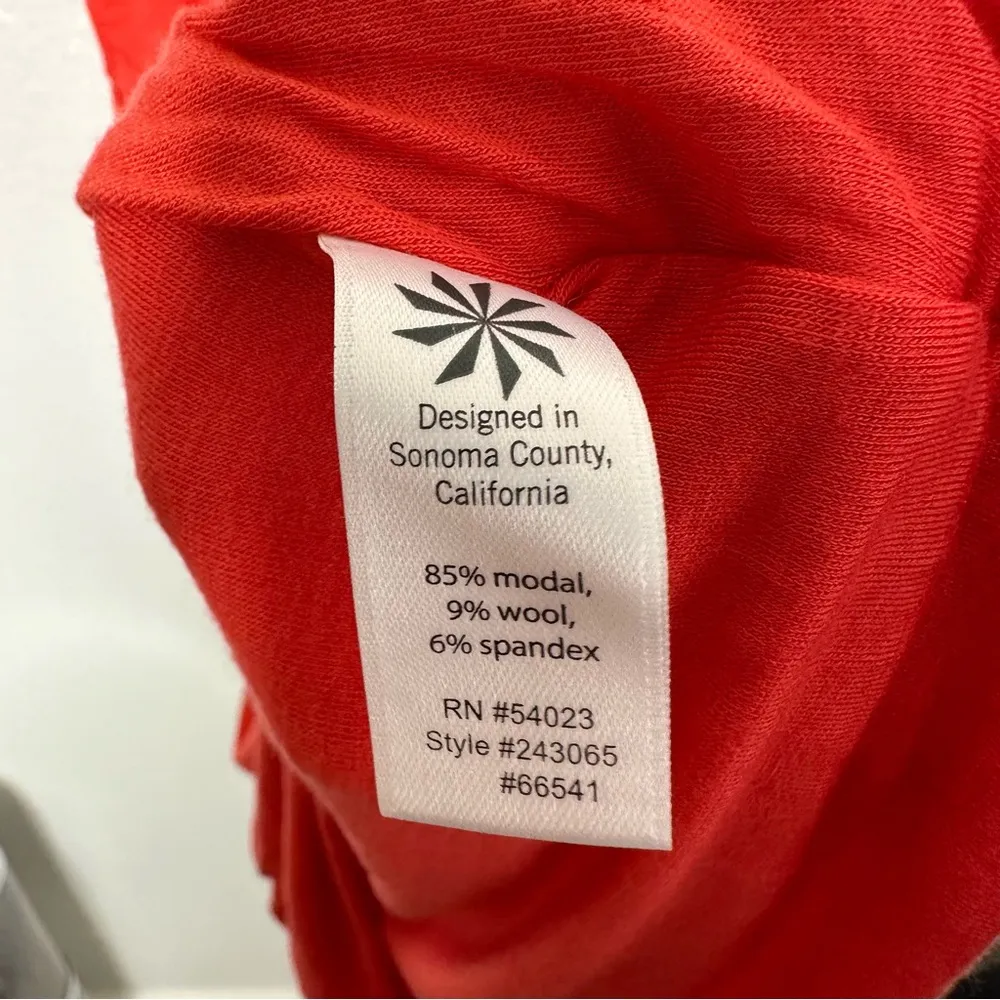 Designed in
Sonoma County,
California
85% modal,
9% wool,
6% spandex
RN #54023
Style #243065
#66541